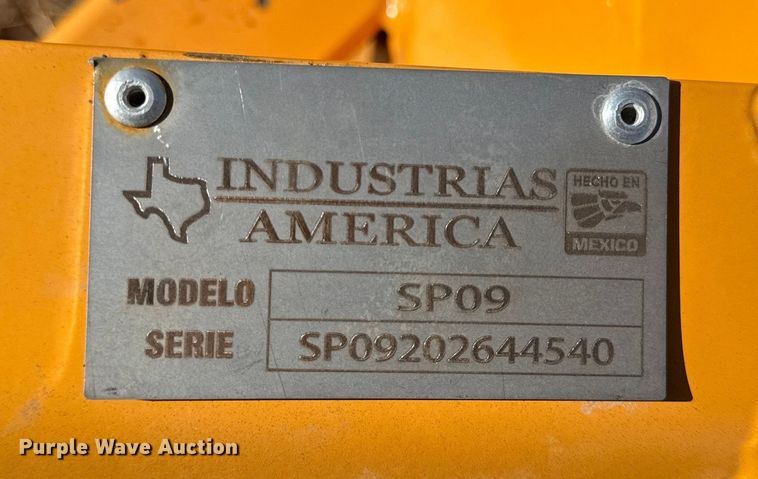 INDUSTRIAS
AMERICA
HECHO EN
MEXICO
MODELO SP09
SERIE SP09202644540
Purple Wave Auction